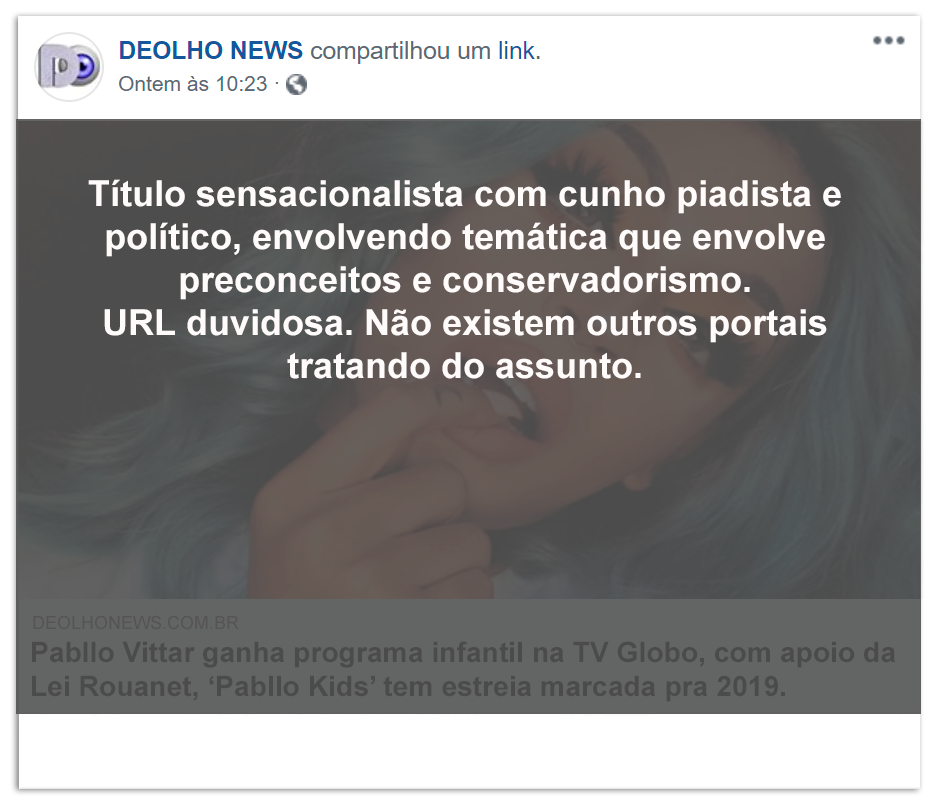 DEOLHO NEWS compartilhou um link.
Ontem às 10:23 ·
Título sensacionalista com cunho piadista e
político, envolvendo temática que envolve
preconceitos e conservadorismo.
URL duvidosa. Não existem outros portais
tratando do assunto.
DEOLHONEWS.COM.BR
Pabllo Vittar ganha programa infantil na TV Globo, com apoio da
Lei Rouanet, ‘Pabllo Kids’ tem estreia marcada pra 2019.